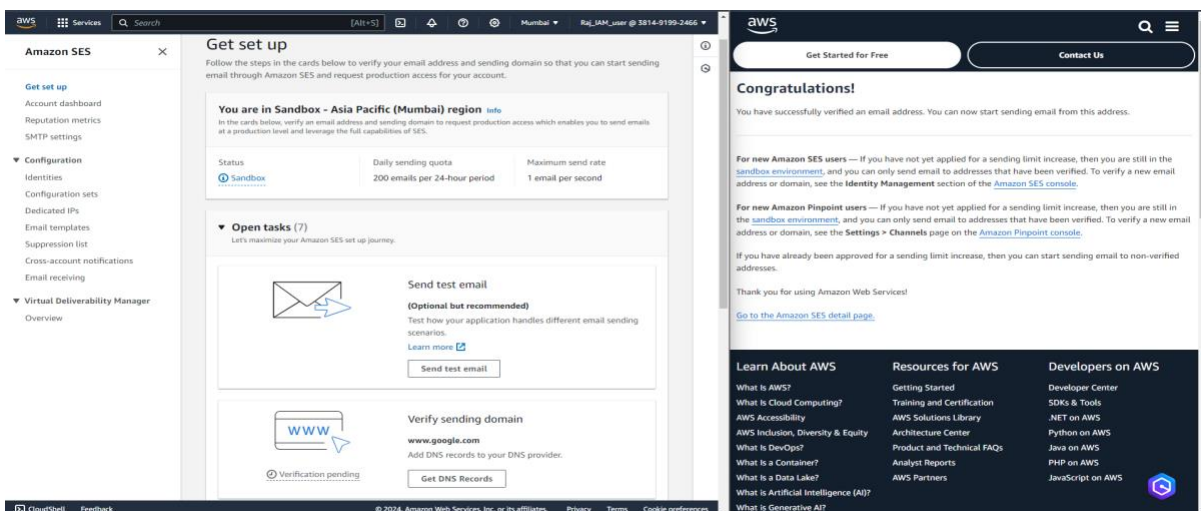 aws
Services
Search
[Alt+S]
Mumbai
Raj_IAM_user @ 3814-9199-2466
Amazon SES
Get set up
Account dashboard
Reputation metrics
SMTP settings
Configuration
Identities
Configuration sets
Dedicated IPs
Email templates
Suppression list
Cross-account notifications
Email receiving
Virtual Deliverability Manager
Overview
Get set up
Follow the steps in the cards below to verify your email address and sending domain so that you can start sending
email through Amazon SES and request production access for your account.
You are in Sandbox - Asia Pacific (Mumbai) region Info
In the cards below, verify an email address and sending domain to request production access which enables you to send emails
at a production level and leverage the full capabilities of SES.
Status
Sandbox
Daily sending quota
200 emails per 24-hour period
Maximum send rate
1 email per second
Open tasks (7)
Let's maximize your Amazon SES set up journey.
Send test email
(Optional but recommended)
Test how your application handles different email sending
scenarios.
Learn more
Send test email
WWW
Verification pending
Verify sending domain
www.google.com
Add DNS records to your DNS provider.
Get DNS Records
CloudShell Feedback
© 2024, Amazon Web Services, Inc. or its affiliates. Privacy Terms Cookie preferences
aws
Get Started for Free
Contact Us
Congratulations!
You have successfully verified an email address. You can now start sending email from this address.
For new Amazon SES users — If you have not yet applied for a sending limit increase, then you are still in the
sandbox environment, and you can only send email to addresses that have been verified. To verify a new email
address or domain, see the Identity Management section of the Amazon SES console.
For new Amazon Pinpoint users — If you have not yet applied for a sending limit increase, then you are still in
the sandbox environment, and you can only send email to addresses that have been verified. To verify a new email
address or domain, see the Settings > Channels page on the Amazon Pinpoint console.
If you have already been approved for a sending limit increase, then you can start sending email to non-verified
addresses.
Thank you for using Amazon Web Services!
Go to the Amazon SES detail page.
Learn About AWS
What Is AWS?
What Is Cloud Computing?
AWS Accessibility
AWS Inclusion, Diversity & Equity
What Is DevOps?
What Is a Container?
What Is a Data Lake?
What is Artificial Intelligence (AI)?
What is Generative AI?
Resources for AWS
Getting Started
Training and Certification
AWS Solutions Library
Architecture Center
Product and Technical FAQs
Analyst Reports
AWS Partners
Developers on AWS
Developer Center
SDKs & Tools
.NET on AWS
Python on AWS
Java on AWS
PHP on AWS
JavaScript on AWS